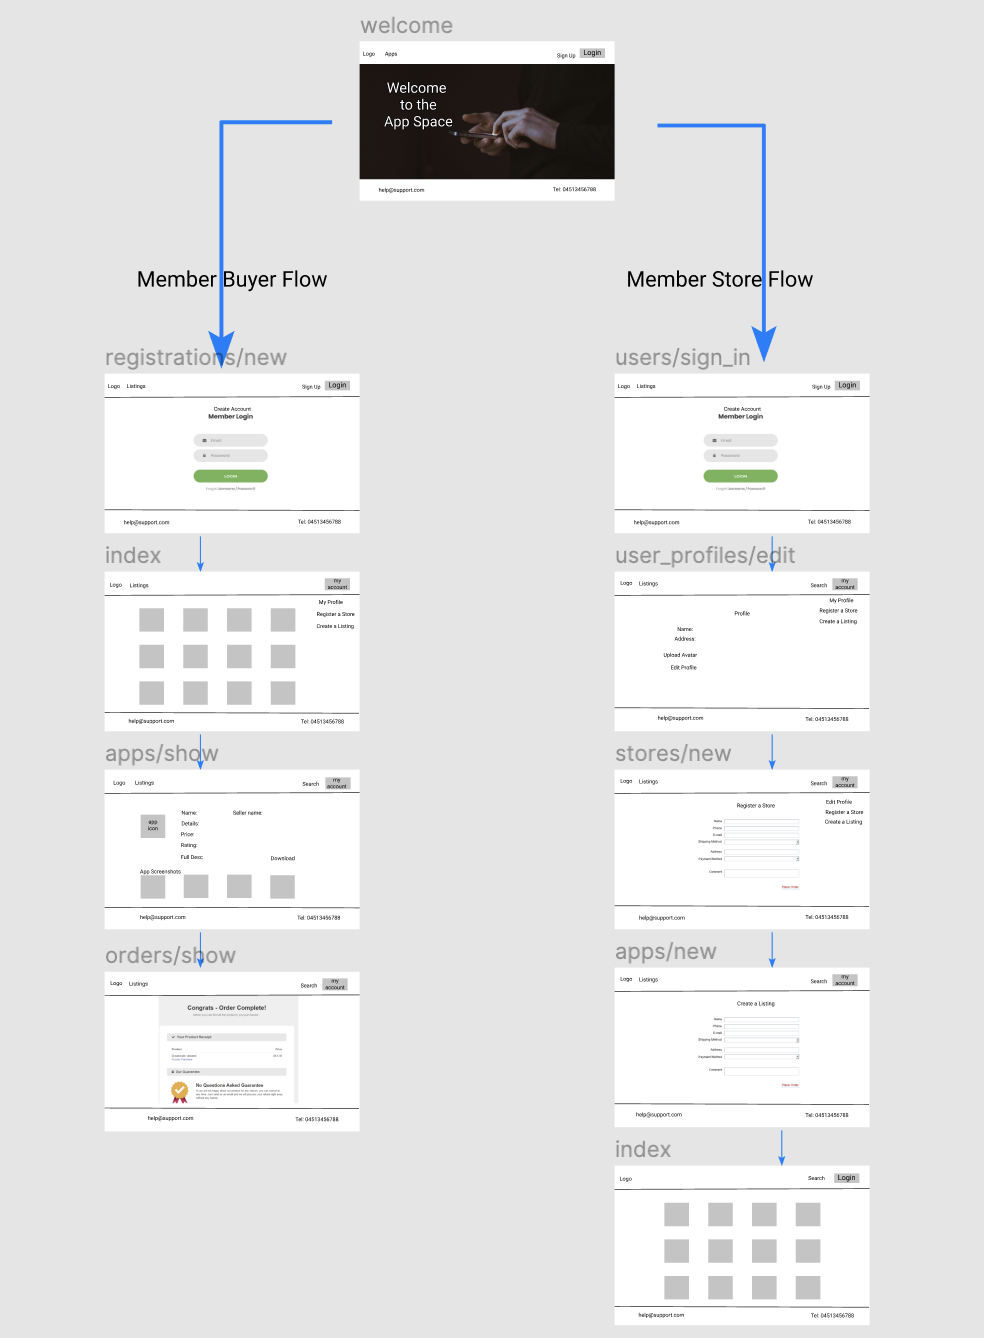 welcome
Logo Apps Sign Up Login
Welcome
to the
App Space
help@support.com Tel: 04513456788
Member Buyer Flow
Member Store Flow
registrations/new
Logo Listings Sign Up Login
Create Account
Member Login
Email
Password
LOGIN
Forgot Username / Password?
help@support.com Tel: 04513456788
index
Logo Listings my
account
My Profile
Register a Store
Create a Listing
help@support.com Tel: 04513456788
apps/show
Logo Listings Search my
account
app
icon
Name: Seller name:
Details:
Price:
Rating:
Full Desc: Download
App Screenshots
help@support.com Tel: 04513456788
orders/show
Logo Listings Search my
account
Congrats - Order Complete!
Your Product Receipt
Product Price
Our Guarantee
No Questions Asked Guarantee
help@support.com Tel: 04513456788
users/sign_in
Logo Listings Sign Up Login
Create Account
Member Login
Email
Password
LOGIN
Forgot Username / Password?
help@support.com Tel: 04513456788
user_profiles/edit
Logo Listings Search my
account
My Profile
Register a Store
Create a Listing
Profile
Name:
Address:
Upload Avatar
Edit Profile
help@support.com Tel: 04513456788
stores/new
Logo Listings Search my
account
Edit Profile
Register a Store
Create a Listing
Register a Store
Name
Phone
E-mail
Shipping Method
Address
Payment Method
Comment
Place Order
help@support.com Tel: 04513456788
apps/new
Logo Listings Search my
account
Create a Listing
Name
Phone
E-mail
Shipping Method
Address
Payment Method
Comment
Place Order
help@support.com Tel: 04513456788
index
Logo Search Login
help@support.com Tel: 04513456788